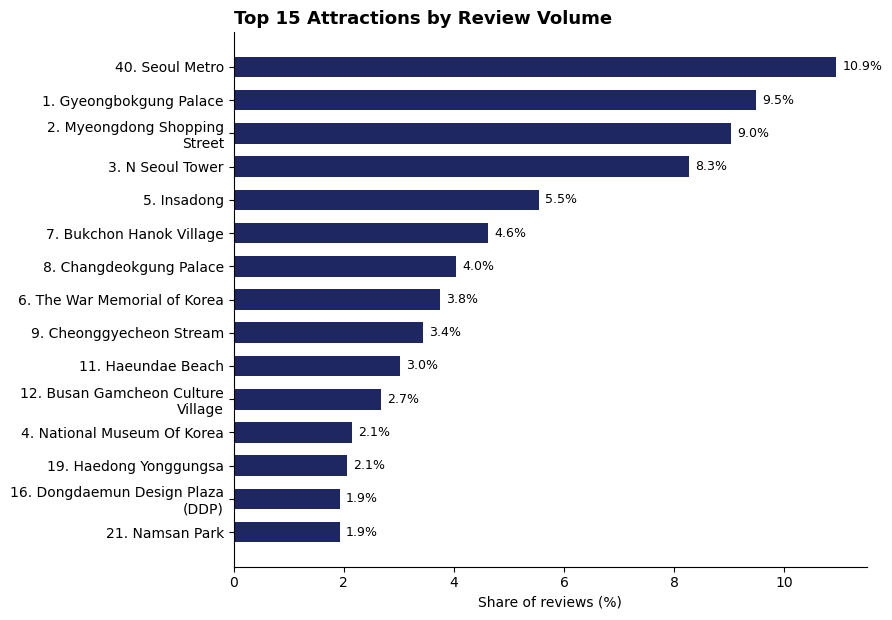 Top 15 Attractions by Review Volume
40. Seoul Metro
10.9%
1. Gyeongbokgung Palace
9.5%
2. Myeongdong Shopping
Street
9.0%
3. N Seoul Tower
8.3%
5. Insadong
5.5%
7. Bukchon Hanok Village
4.6%
8. Changdeokgung Palace
4.0%
6. The War Memorial of Korea
3.8%
9. Cheonggyecheon Stream
3.4%
11. Haeundae Beach
3.0%
12. Busan Gamcheon Culture
Village
2.7%
4. National Museum Of Korea
2.1%
19. Haedong Yonggungsa
2.1%
16. Dongdaemun Design Plaza
(DDP)
1.9%
21. Namsan Park
1.9%
0 2 4 6 8 10
Share of reviews (%)